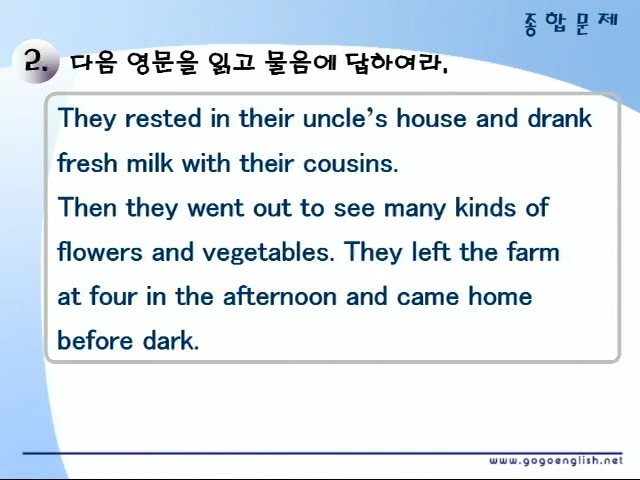 종합문제
2. 다음 영문을 읽고 물음에 답하여라.
They rested in their uncle's house and drank
fresh milk with their cousins.
Then they went out to see many kinds of
flowers and vegetables. They left the farm
at four in the afternoon and came home
before dark.
www.gogoenglish.net